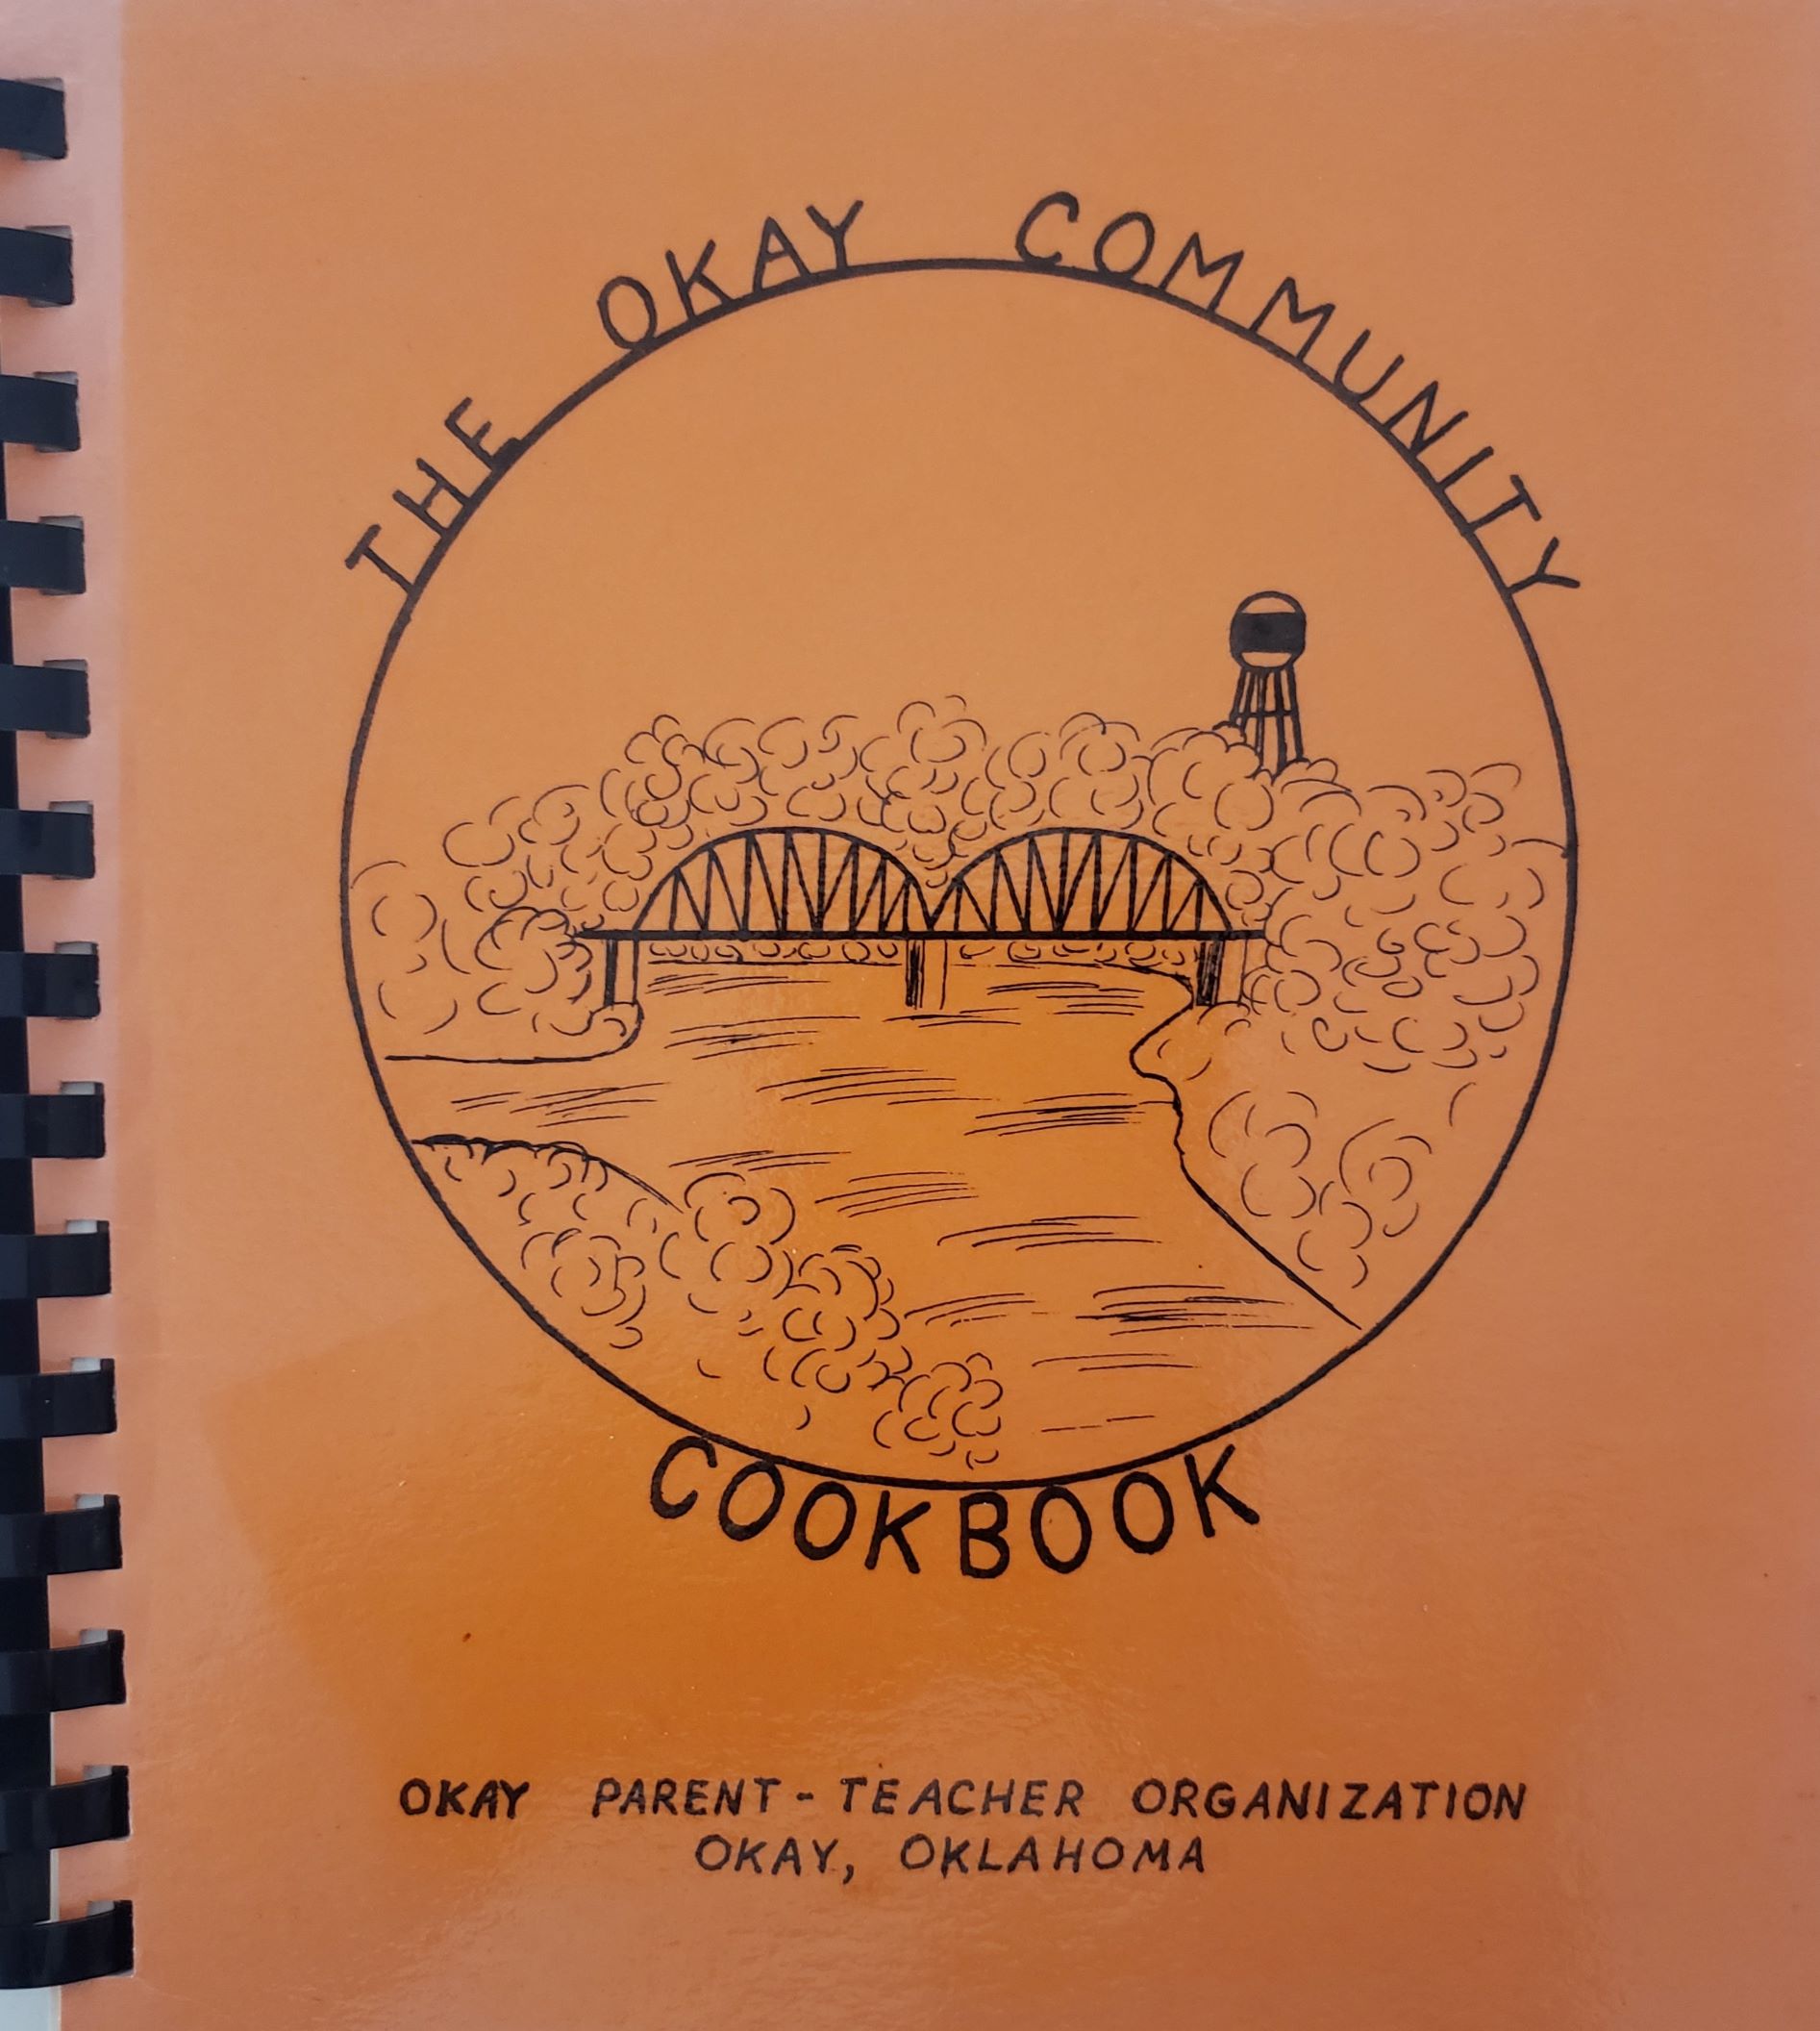 THE OKAY COMMUNITY
COOKBOOK
OKAY PARENT-TEACHER ORGANIZATION
OKAY, OKLAHOMA